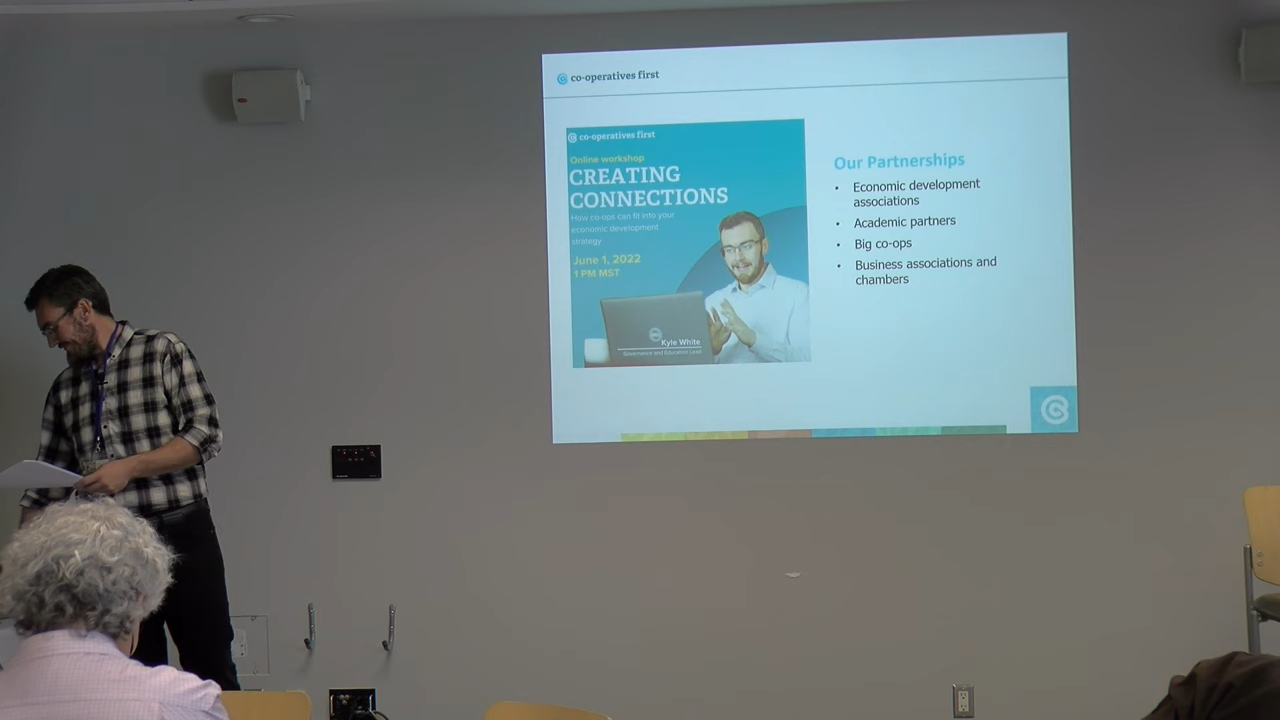 co-operatives first
co-operatives first
Online workshop
CREATING
CONNECTIONS
How co-ops can fit into your
economic development
strategy
June 1, 2022
1 PM MST
Kyle White
Governance and Education Lead
Our Partnerships
• Economic development
associations
• Academic partners
• Big co-ops
• Business associations and
chambers